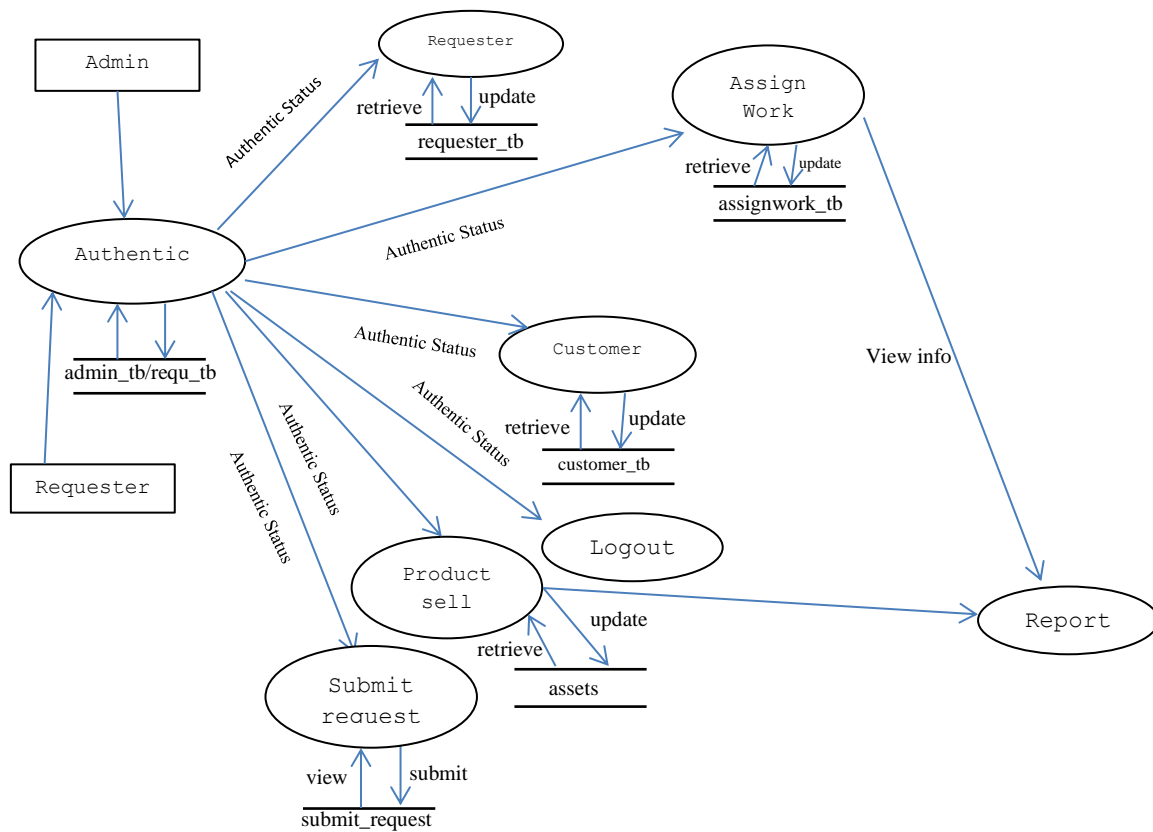 Requester
Admin
Assign
Work
Authentic Status
retrieve
update
requester_tb
retrieve
update
assignwork_tb
Authentic
Authentic Status
Authentic Status
Customer
View info
admin_tb/requ_tb
retrieve
update
customer_tb
Authentic Status
Authentic Status
Authentic Status
Requester
Logout
Product
sell
Report
retrieve
update
assets
Submit
request
view
submit
submit_request